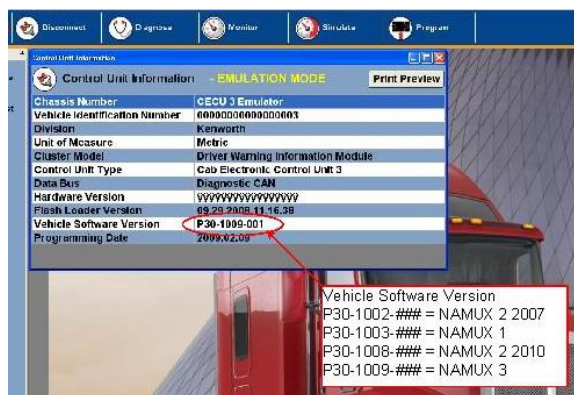 Disconnect Diagnose Monitor Simulate Program
Control Unit Information
Control Unit Information - EMULATION MODE Print Preview
Chassis Number CECU 3 Emulator
Vehicle Identification Number 00000000000000003
Division Kenworth
Unit of Measure Metric
Cluster Model Driver Warning Information Module
Control Unit Type Cab Electronic Control Unit 3
Data Bus Diagnostic CAN
Hardware Version
Flash Loader Version 09.29.2008.11.16.38
Vehicle Software Version P30-1009-001
Programming Date 2009.02.09
Vehicle Software Version
P30-1002-### = NAMUX 2 2007
P30-1003-### = NAMUX 1
P30-1008-### = NAMUX 2 2010
P30-1009-### = NAMUX 3